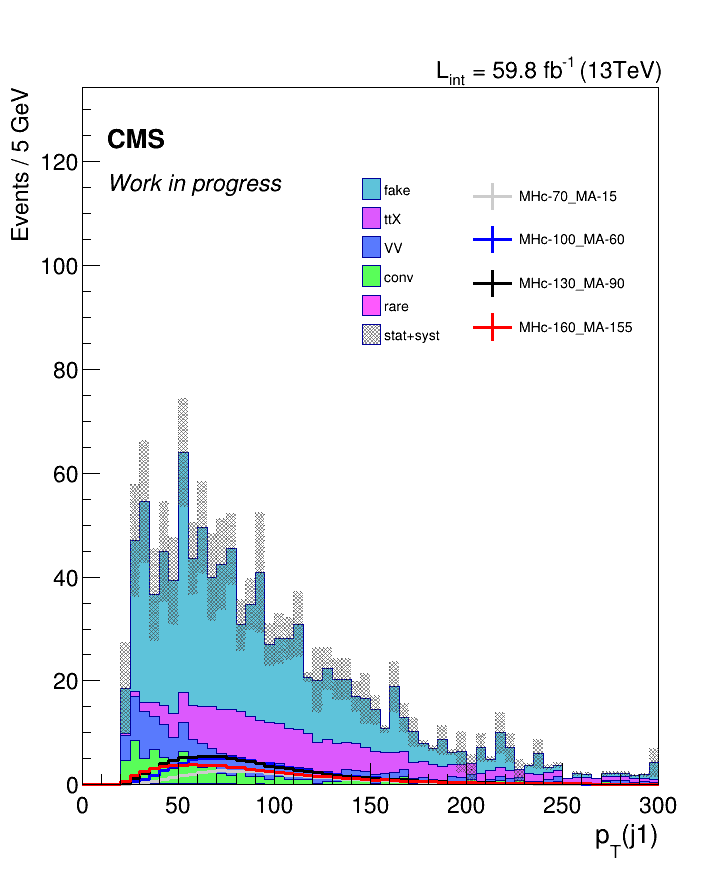 L_int = 59.8 fb^-1 (13TeV)
Events / 5 GeV
CMS
Work in progress
fake
ttX
VV
conv
rare
stat+syst
MHc-70_MA-15
MHc-100_MA-60
MHc-130_MA-90
MHc-160_MA-155
120
100
80
60
40
20
0
0 50 100 150 200 250 300
p_T(j1)